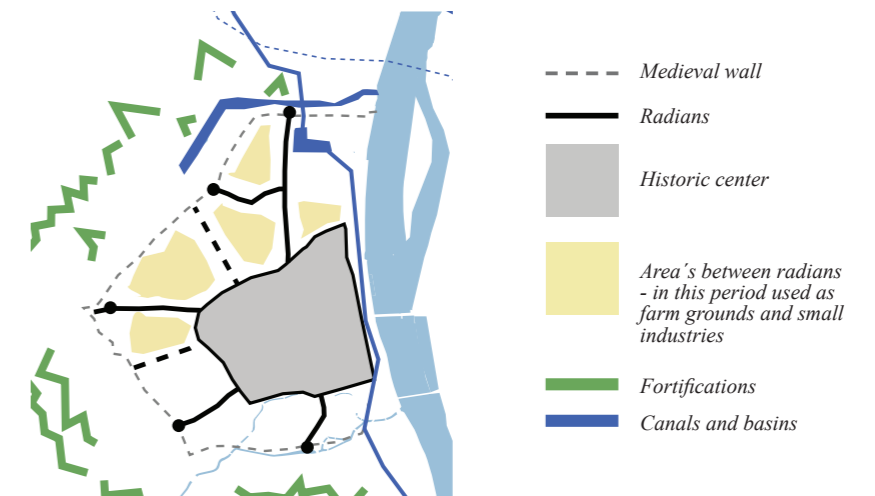 Medieval wall
Radians
Historic center
Area´s between radians
- in this period used as
farm grounds and small
industries
Fortifications
Canals and basins